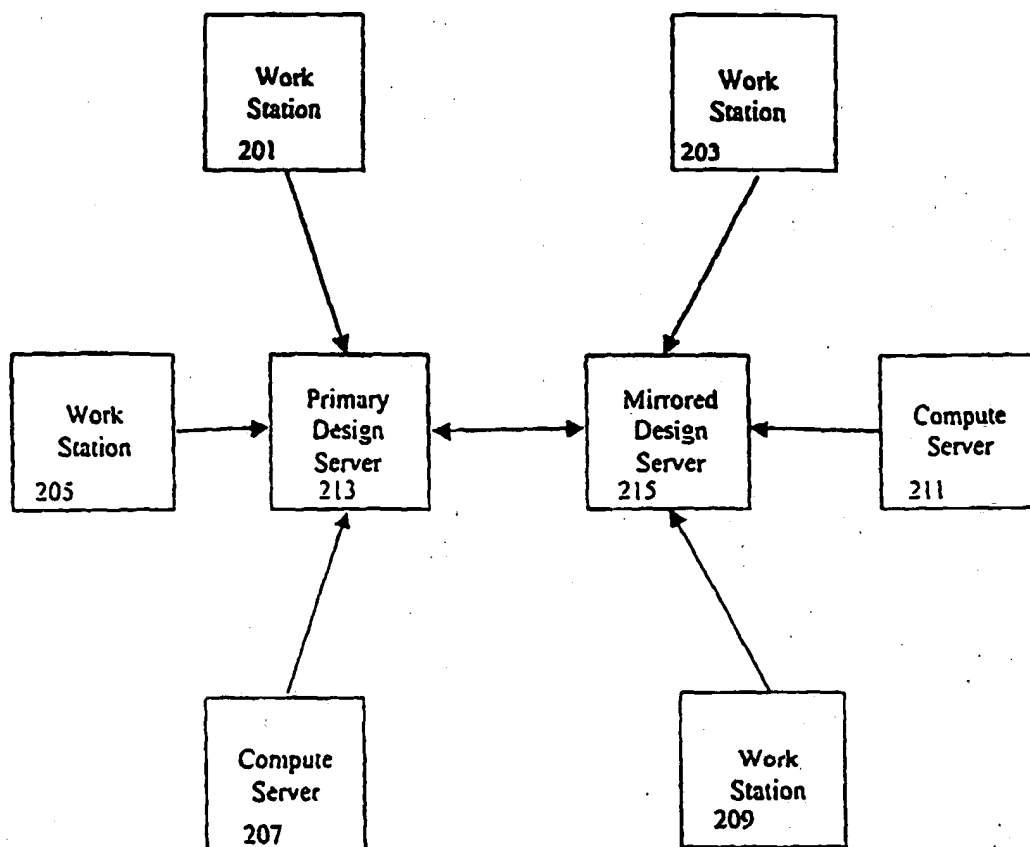 Work
Station
201
Work
Station
203
Work
Station
205
Primary
Design
Server
213
Mirrored
Design
Server
215
Compute
Server
211
Compute
Server
207
Work
Station
209